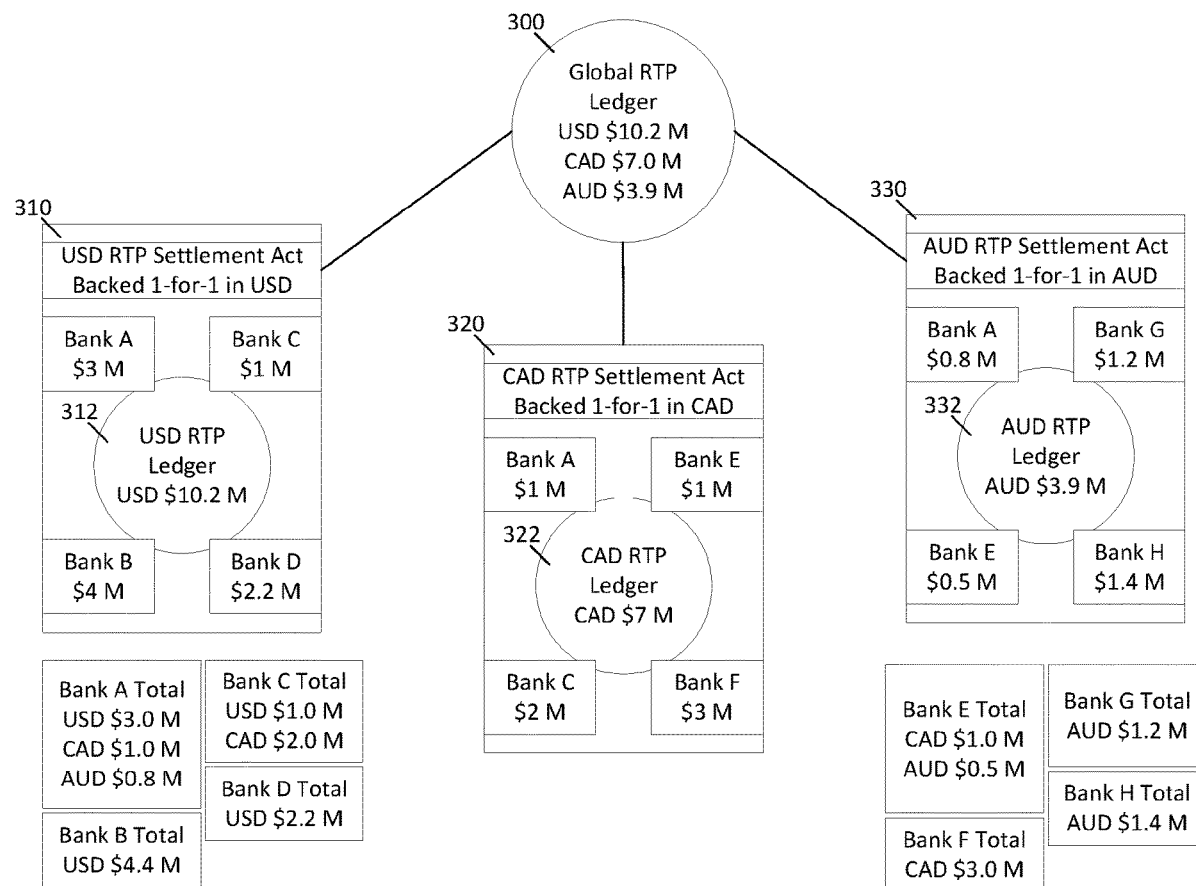 300
Global RTP
Ledger
USD $10.2 M
CAD $7.0 M
AUD $3.9 M
310
USD RTP Settlement Act
Backed 1-for-1 in USD
Bank A
$3 M
Bank C
$1 M
312
USD RTP
Ledger
USD $10.2 M
Bank B
$4 M
Bank D
$2.2 M
320
CAD RTP Settlement Act
Backed 1-for-1 in CAD
Bank A
$1 M
Bank E
$1 M
322
CAD RTP
Ledger
CAD $7 M
Bank C
$2 M
Bank F
$3 M
330
AUD RTP Settlement Act
Backed 1-for-1 in AUD
Bank A
$0.8 M
Bank G
$1.2 M
332
AUD RTP
Ledger
AUD $3.9 M
Bank E
$0.5 M
Bank H
$1.4 M
Bank A Total
USD $3.0 M
CAD $1.0 M
AUD $0.8 M
Bank C Total
USD $1.0 M
CAD $2.0 M
Bank B Total
USD $4.4 M
Bank D Total
USD $2.2 M
Bank E Total
CAD $1.0 M
AUD $0.5 M
Bank G Total
AUD $1.2 M
Bank F Total
CAD $3.0 M
Bank H Total
AUD $1.4 M